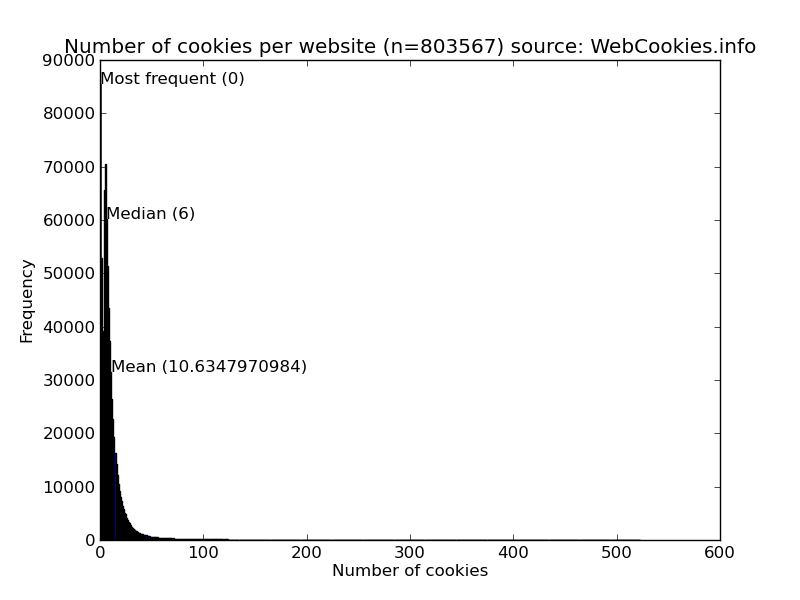 Number of cookies per website (n=803567) source: WebCookies.info
90000
Most frequent (0)
80000
70000
Median (6)
60000
50000
Frequency
40000
Mean (10.6347970984)
30000
20000
10000
0
0 100 200 300 400 500 600
Number of cookies